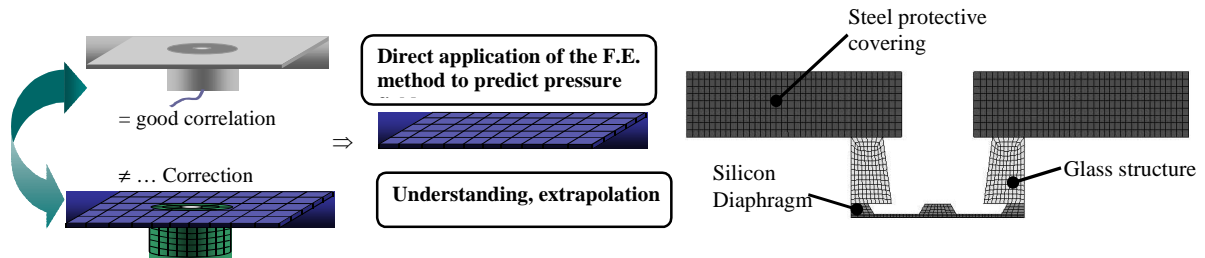 Direct application of the F.E.
method to predict pressure
= good correlation
⇒
≠ ... Correction
Understanding, extrapolation
Steel protective
covering
Silicon
Diaphragm
Glass structure